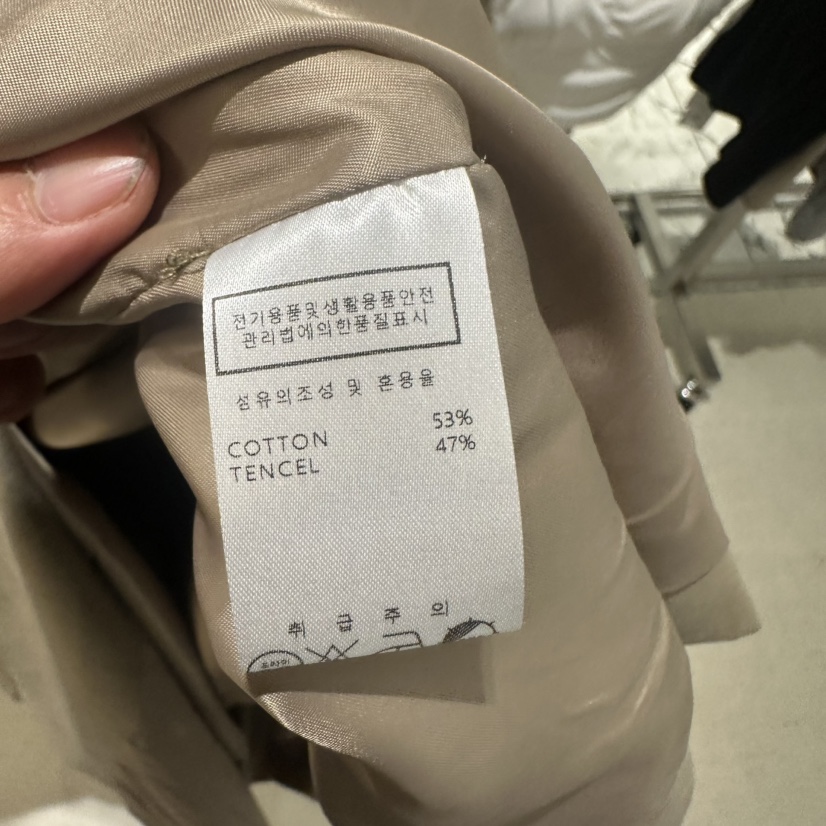 전기용품및생활용품안전
관리법에의한품질표시
섬유의조성 및 혼용율
COTTON 53%
TENCEL 47%
취 급 주 의